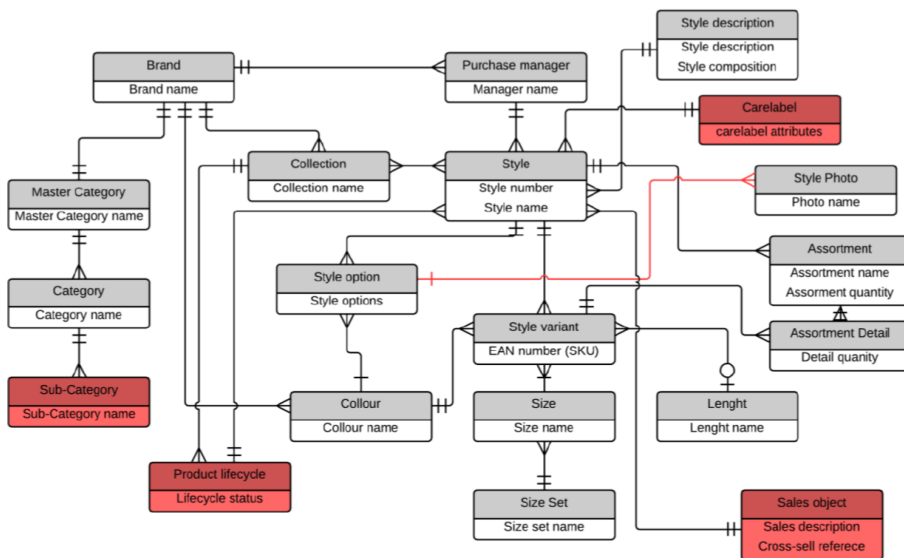 Style description
Style description
Style composition
Brand
Brand name
Purchase manager
Manager name
Carelabel
carelabel attributes
Collection
Collection name
Style
Style number
Style name
Style Photo
Photo name
Master Category
Master Category name
Assortment
Assortment name
Assorment quantity
Style option
Style options
Category
Category name
Style variant
EAN number (SKU)
Assortment Detail
Detail quanity
Sub-Category
Sub-Category name
Collour
Collour name
Size
Size name
Lenght
Lenght name
Product lifecycle
Lifecycle status
Size Set
Size set name
Sales object
Sales description
Cross-sell referece